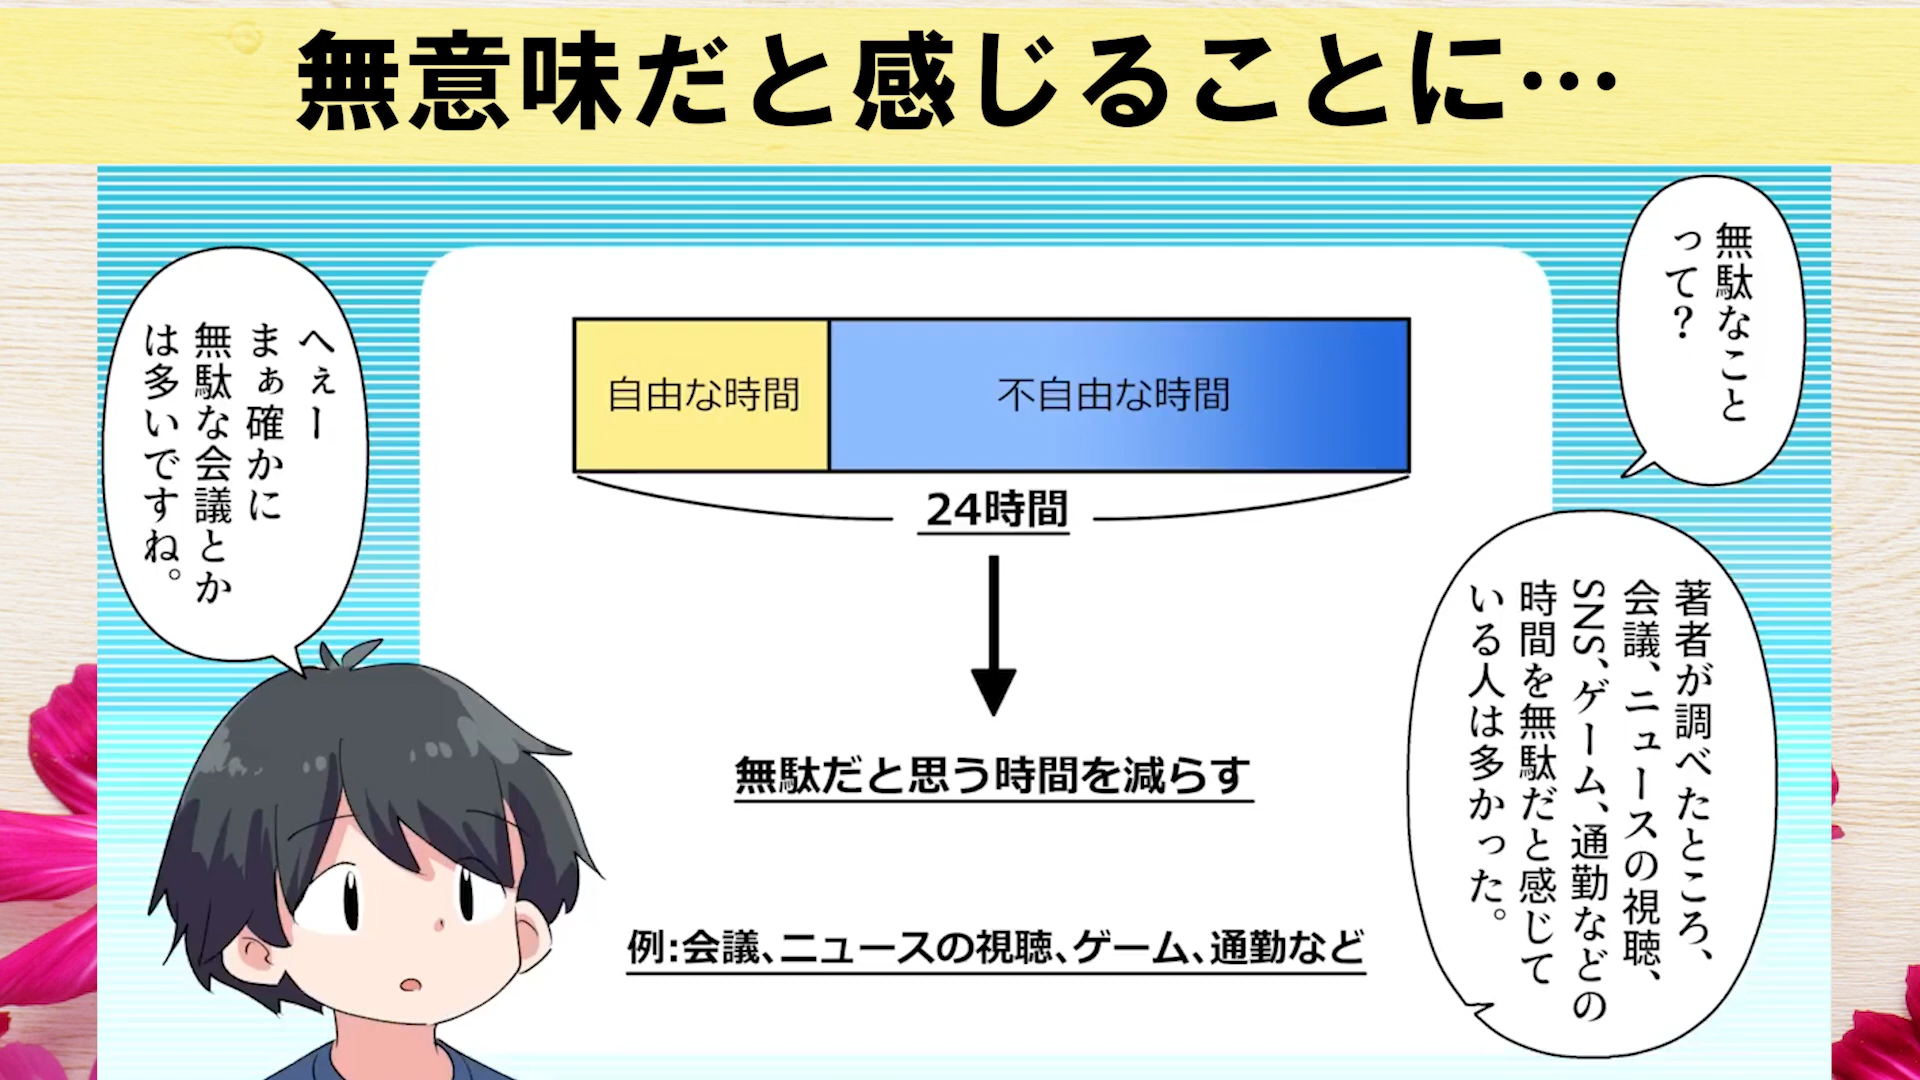 無意味だと感じることに…
無駄なこと
って？
著者が調べたところ、
会議、ニュースの視聴、
SNS、ゲーム、通勤などの
時間を無駄だと感じて
いる人は多かった。
へぇー
まぁ確かに
無駄な会議とか
は多いですね。
自由な時間
不自由な時間
24時間
無駄だと思う時間を減らす
例:会議、ニュースの視聴、ゲーム、通勤など